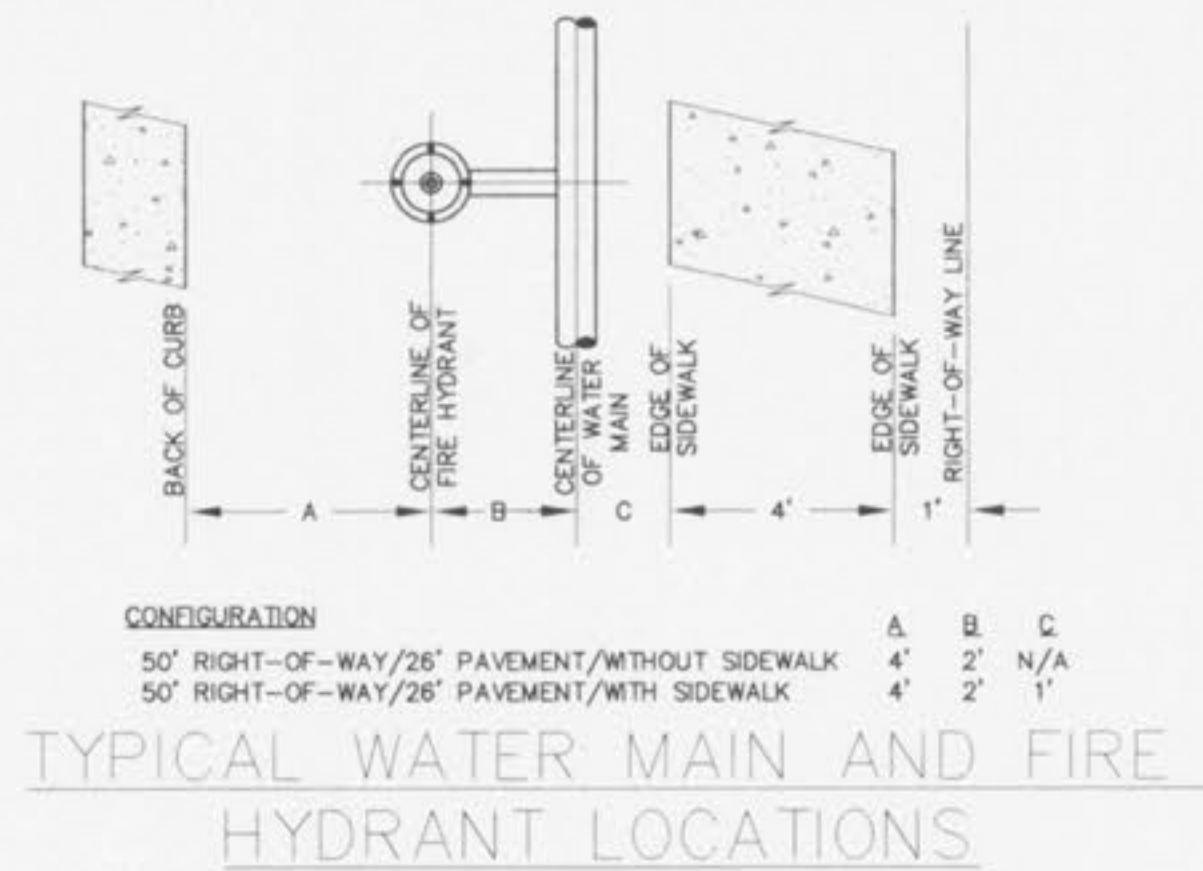 BACK OF CURB
CENTERLINE OF
FIRE HYDRANT
CENTERLINE
OF WATER
MAIN
EDGE OF
SIDEWALK
EDGE OF
SIDEWALK
RIGHT-OF-WAY LINE
A B C 4' 1'
CONFIGURATION A B C
50' RIGHT-OF-WAY/26' PAVEMENT/WITHOUT SIDEWALK 4' 2' N/A
50' RIGHT-OF-WAY/26' PAVEMENT/WITH SIDEWALK 4' 2' 1'
TYPICAL WATER MAIN AND FIRE
HYDRANT LOCATIONS